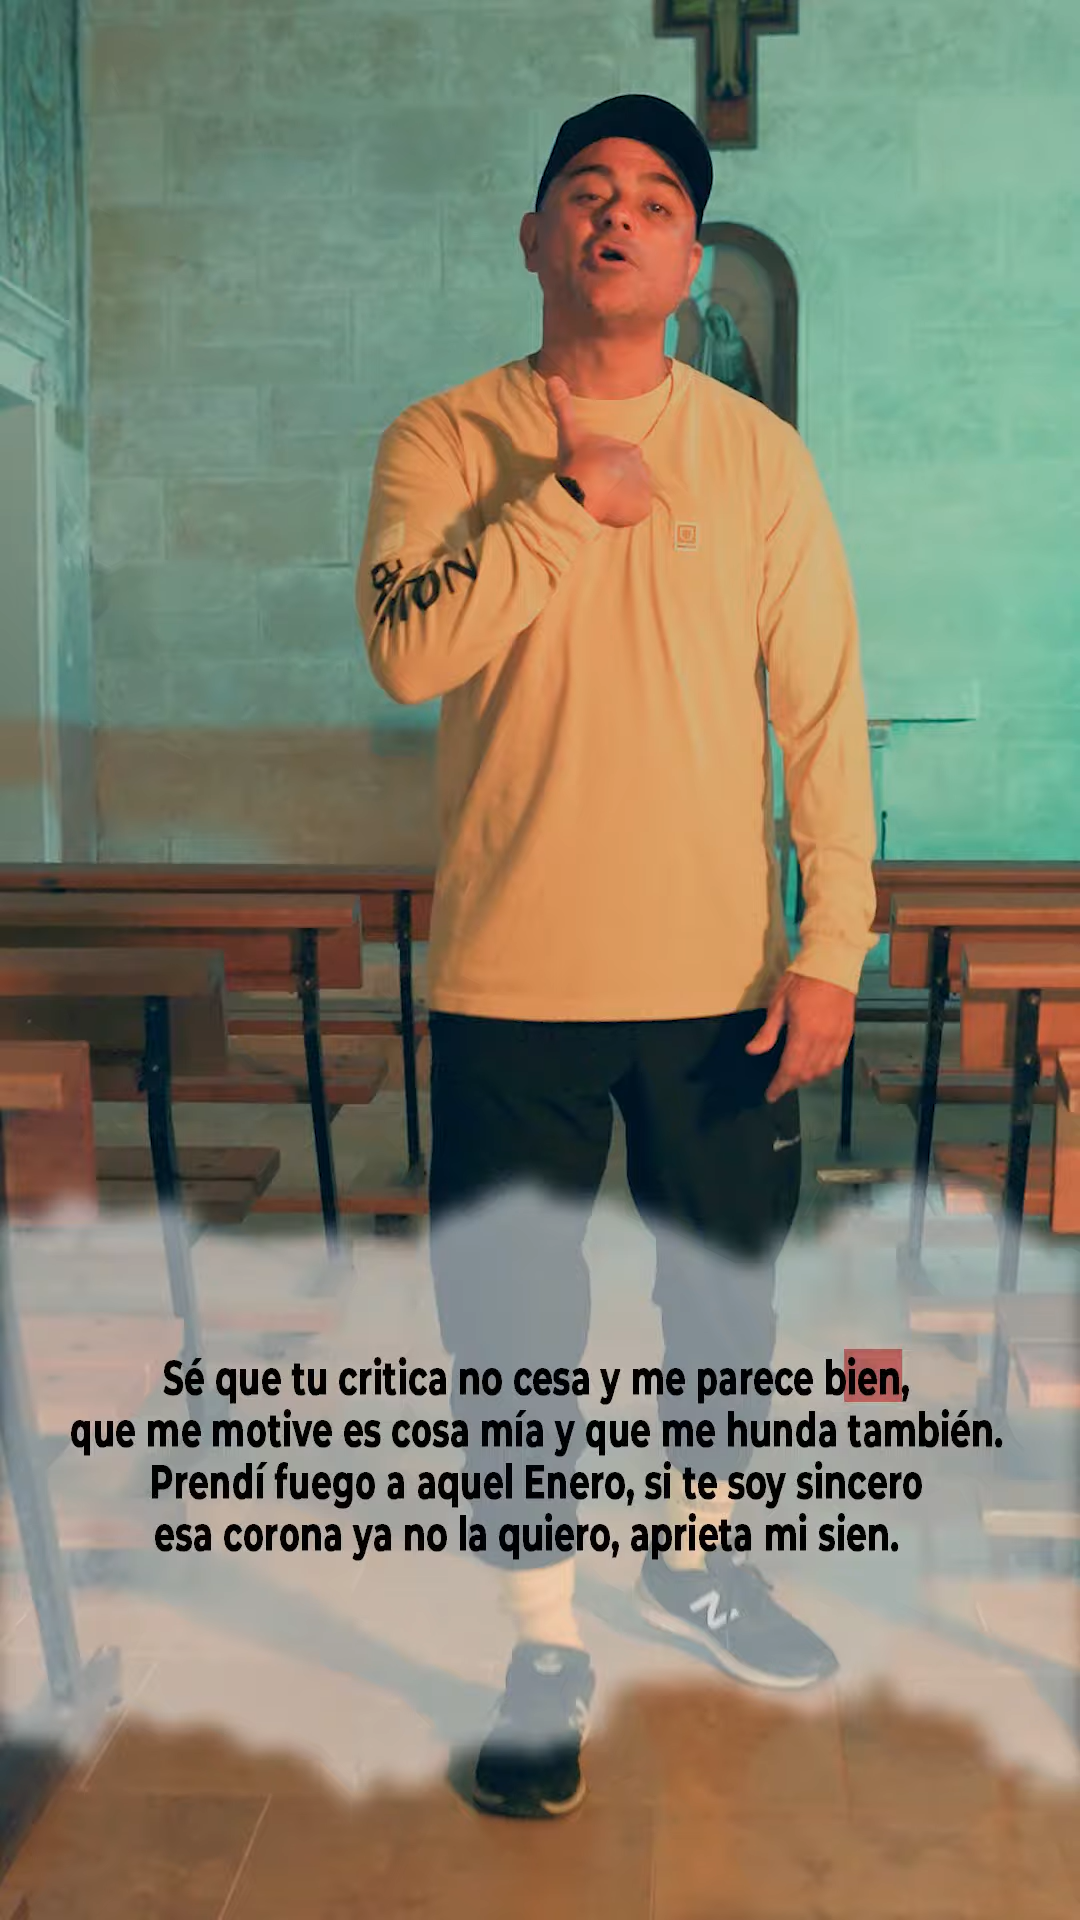 Sé que tu critica no cesa y me parece bien,
que me motive es cosa mía y que me hunda también.
Prendí fuego a aquel Enero, si te soy sincero
esa corona ya no la quiero, aprieta mi sien.